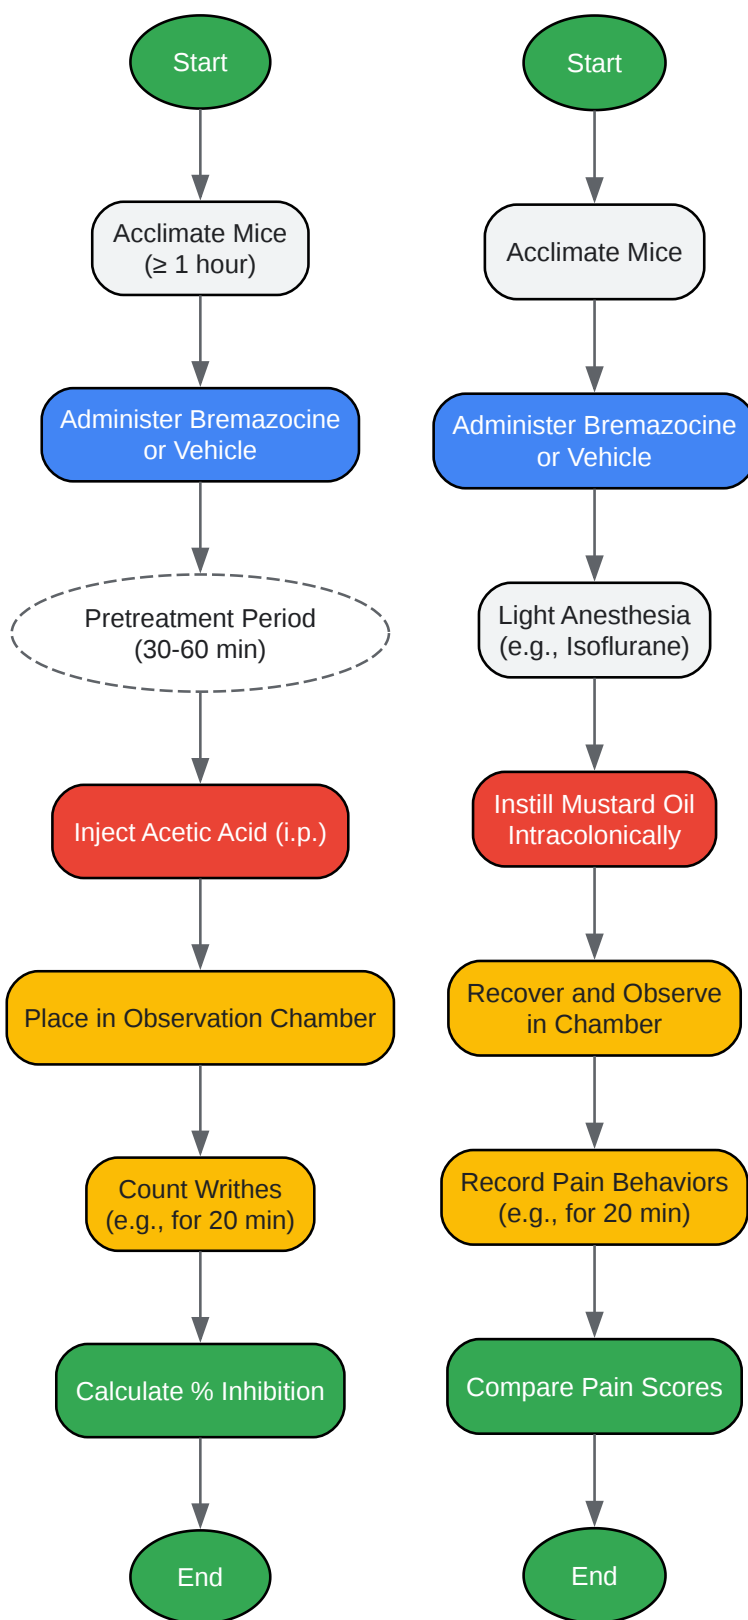 Start
Acclimate Mice
(≥ 1 hour)
Administer Bremazocine
or Vehicle
Pretreatment Period
(30-60 min)
Inject Acetic Acid (i.p.)
Place in Observation Chamber
Count Writhes
(e.g., for 20 min)
Calculate % Inhibition
End
Start
Acclimate Mice
Administer Bremazocine
or Vehicle
Light Anesthesia
(e.g., Isoflurane)
Instill Mustard Oil
Intracolonically
Recover and Observe
in Chamber
Record Pain Behaviors
(e.g., for 20 min)
Compare Pain Scores
End